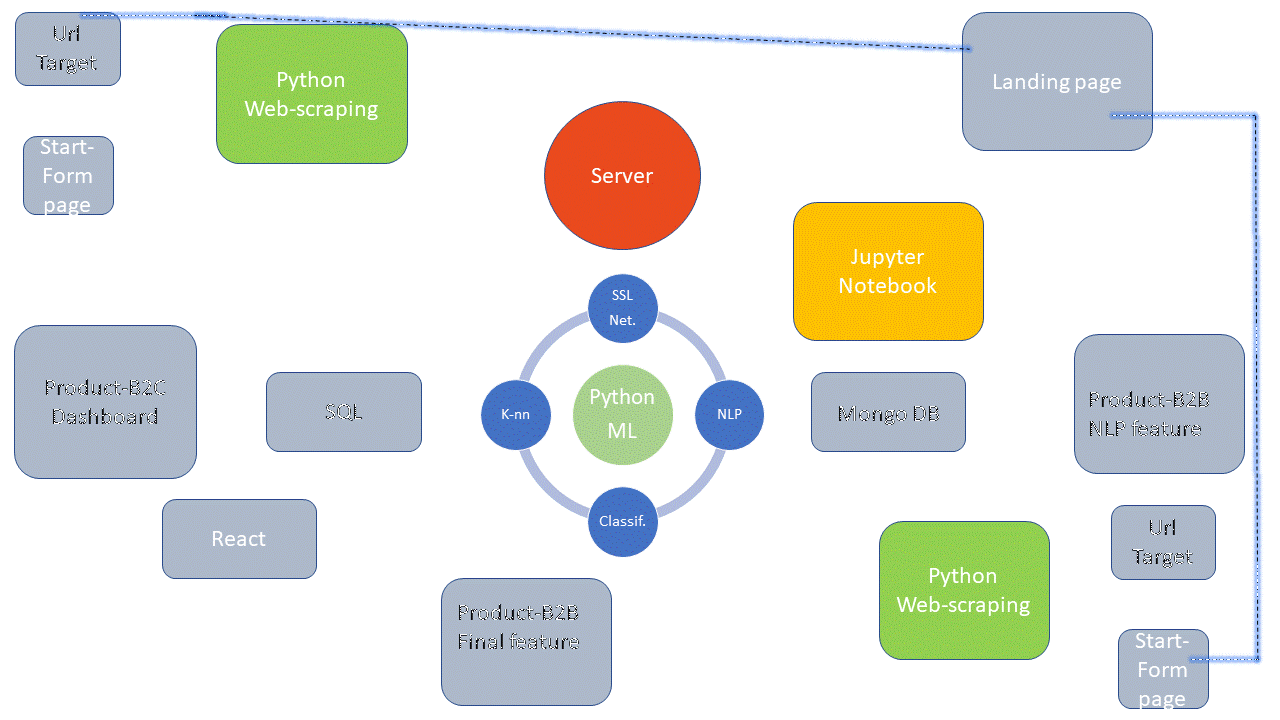 Url
Target
Python
Web-scraping
Landing page
Start-
Form
page
Server
Jupyter
Notebook
SSL
Net.
Product-B2C
Dashboard
SQL
K-nn
Python
ML
NLP
Mongo DB
Product-B2B
NLP feature
React
Classif.
Url
Target
Python
Web-scraping
Product-B2B
Final feature
Start-
Form
page